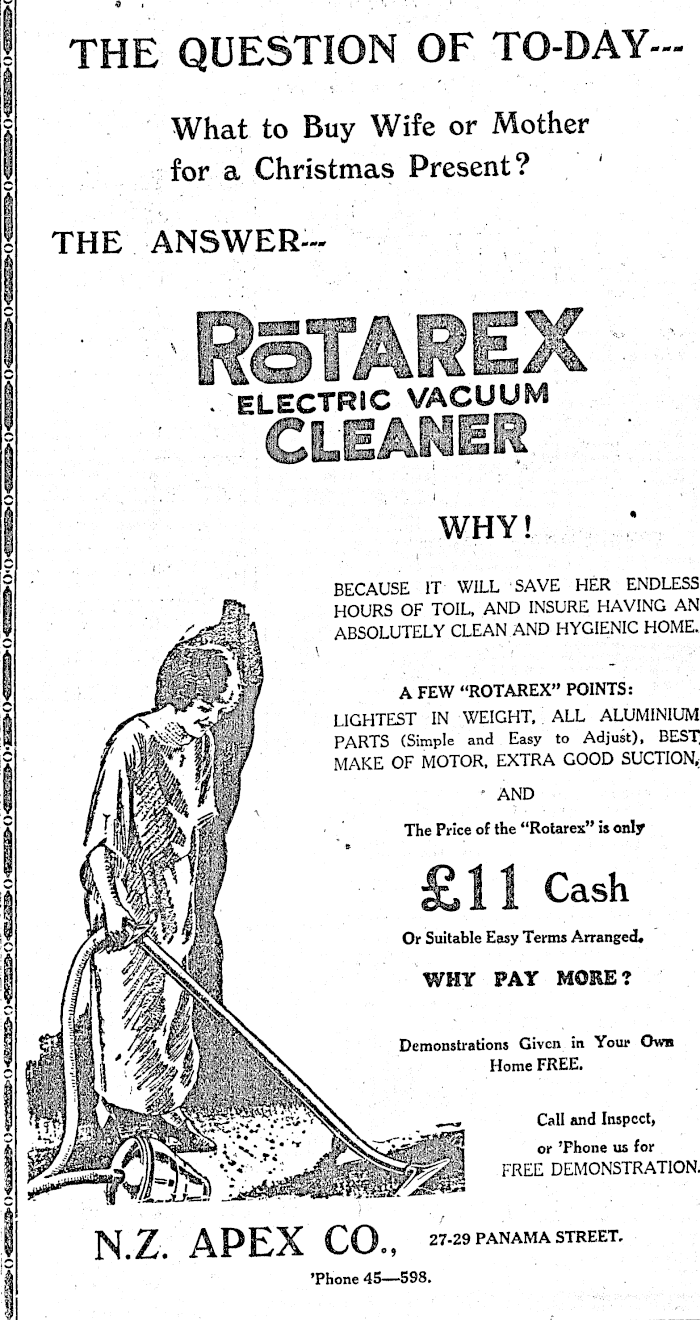 THE QUESTION OF TO-DAY---
What to Buy Wife or Mother
for a Christmas Present?
THE ANSWER---
RōTAREX
ELECTRIC VACUUM
CLEANER
WHY!
BECAUSE IT WILL SAVE HER ENDLESS
HOURS OF TOIL, AND INSURE HAVING AN
ABSOLUTELY CLEAN AND HYGIENIC HOME.
A FEW "ROTAREX" POINTS:
LIGHTEST IN WEIGHT, ALL ALUMINIUM
PARTS (Simple and Easy to Adjust), BEST
MAKE OF MOTOR, EXTRA GOOD SUCTION,
AND
The Price of the "Rotarex" is only
£11 Cash
Or Suitable Easy Terms Arranged.
WHY PAY MORE?
Demonstrations Given in Your Own
Home FREE.
Call and Inspect,
or 'Phone us for
FREE DEMONSTRATION.
N.Z. APEX CO., 27-29 PANAMA STREET.
'Phone 45—598.